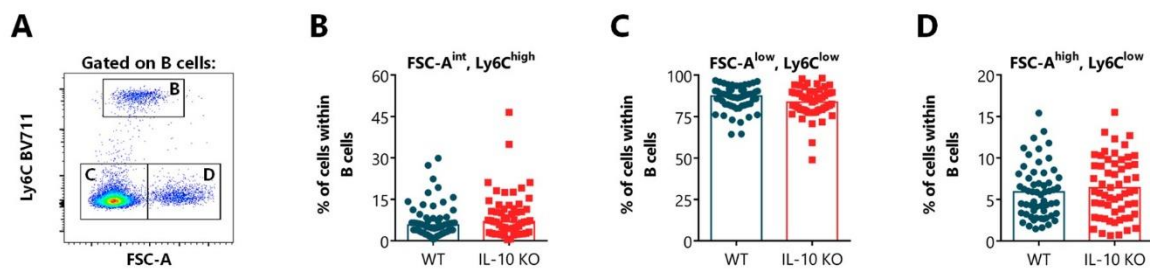 A
Gated on B cells:
B
C
D
Ly6C BV711
FSC-A
B
FSC-A^int, Ly6C^high
% of cells within
B cells
60
45
30
15
0
WT
IL-10 KO
C
FSC-A^low, Ly6C^low
% of cells within
B cells
100
75
50
25
0
WT
IL-10 KO
D
FSC-A^high, Ly6C^low
% of cells within
B cells
20
15
10
5
0
WT
IL-10 KO